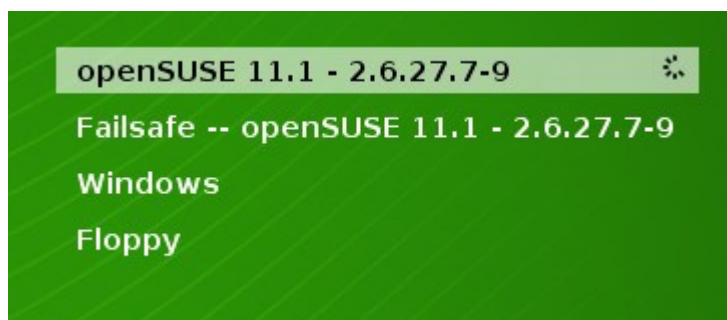 openSUSE 11.1 - 2.6.27.7-9
Failsafe -- openSUSE 11.1 - 2.6.27.7-9
Windows
Floppy